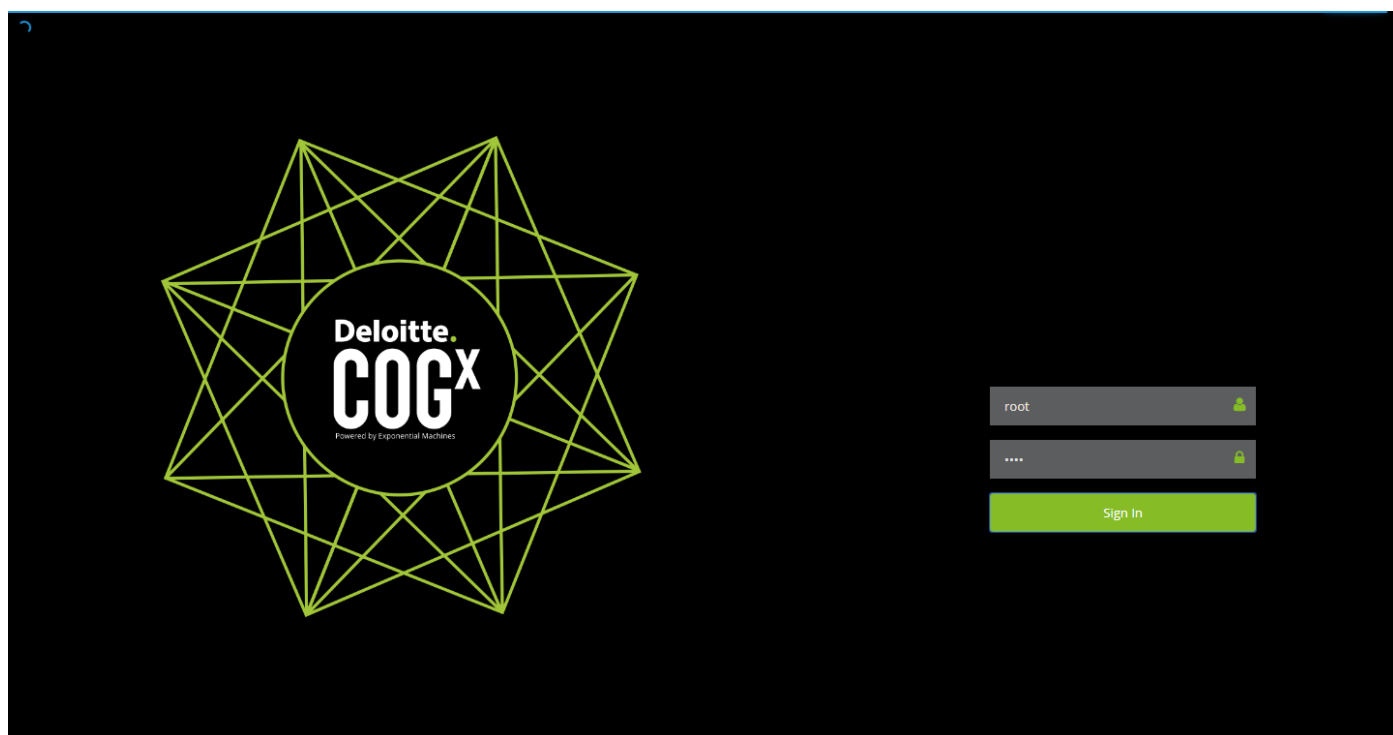 Deloitte.
COGX
Powered by Exponential Machines
root
••••
Sign In